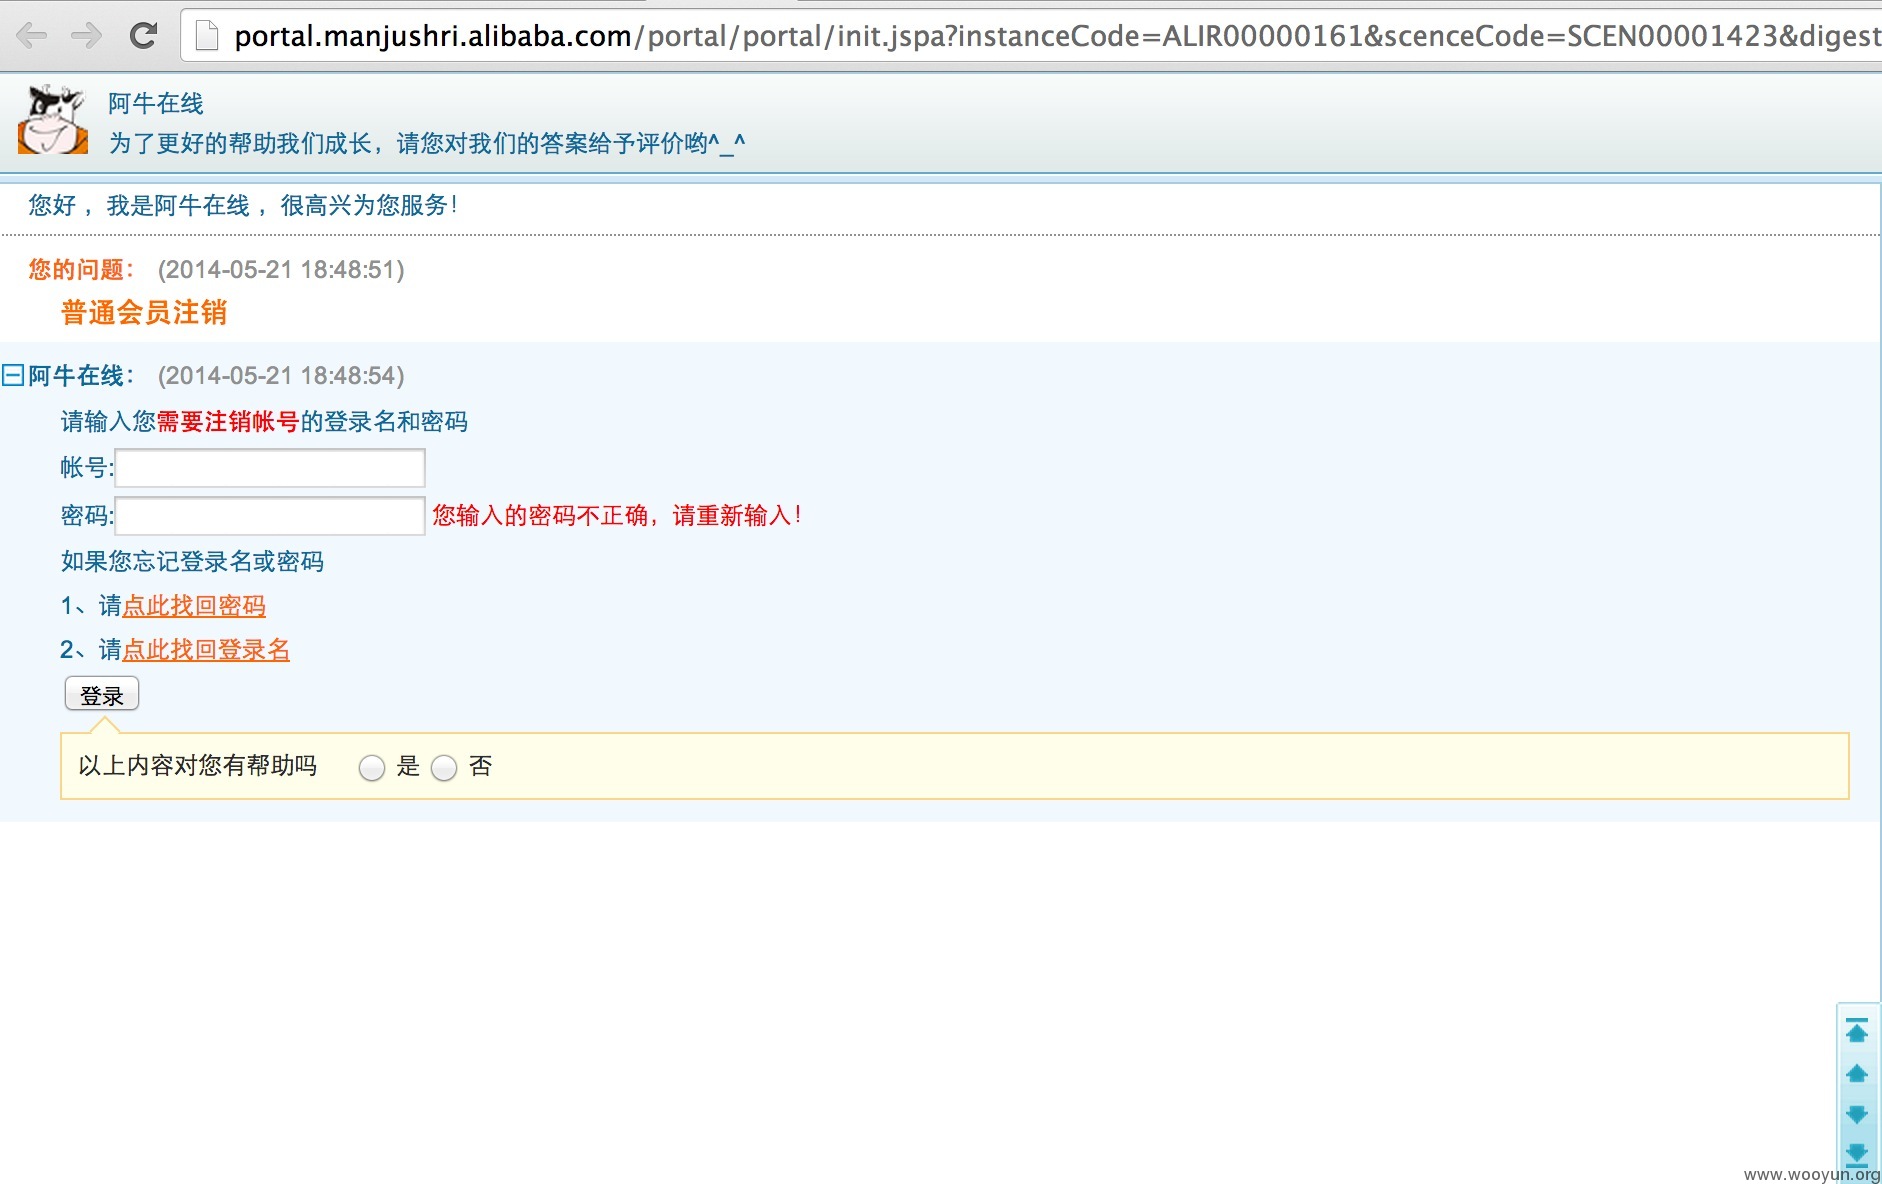 portal.manjushri.alibaba.com/portal/portal/init.jspa?instanceCode=ALIR00000161&scenceCode=SCEN00001423&digest
阿牛在线
为了更好的帮助我们成长，请您对我们的答案给予评价哟^_^
您好，我是阿牛在线，很高兴为您服务！
您的问题： (2014-05-21 18:48:51)
普通会员注销
阿牛在线： (2014-05-21 18:48:54)
请输入您需要注销帐号的登录名和密码
帐号:
密码: 您输入的密码不正确，请重新输入！
如果您忘记登录名或密码
1、请点此找回密码
2、请点此找回登录名
登录
以上内容对您有帮助吗 是 否
www.wooyun.org